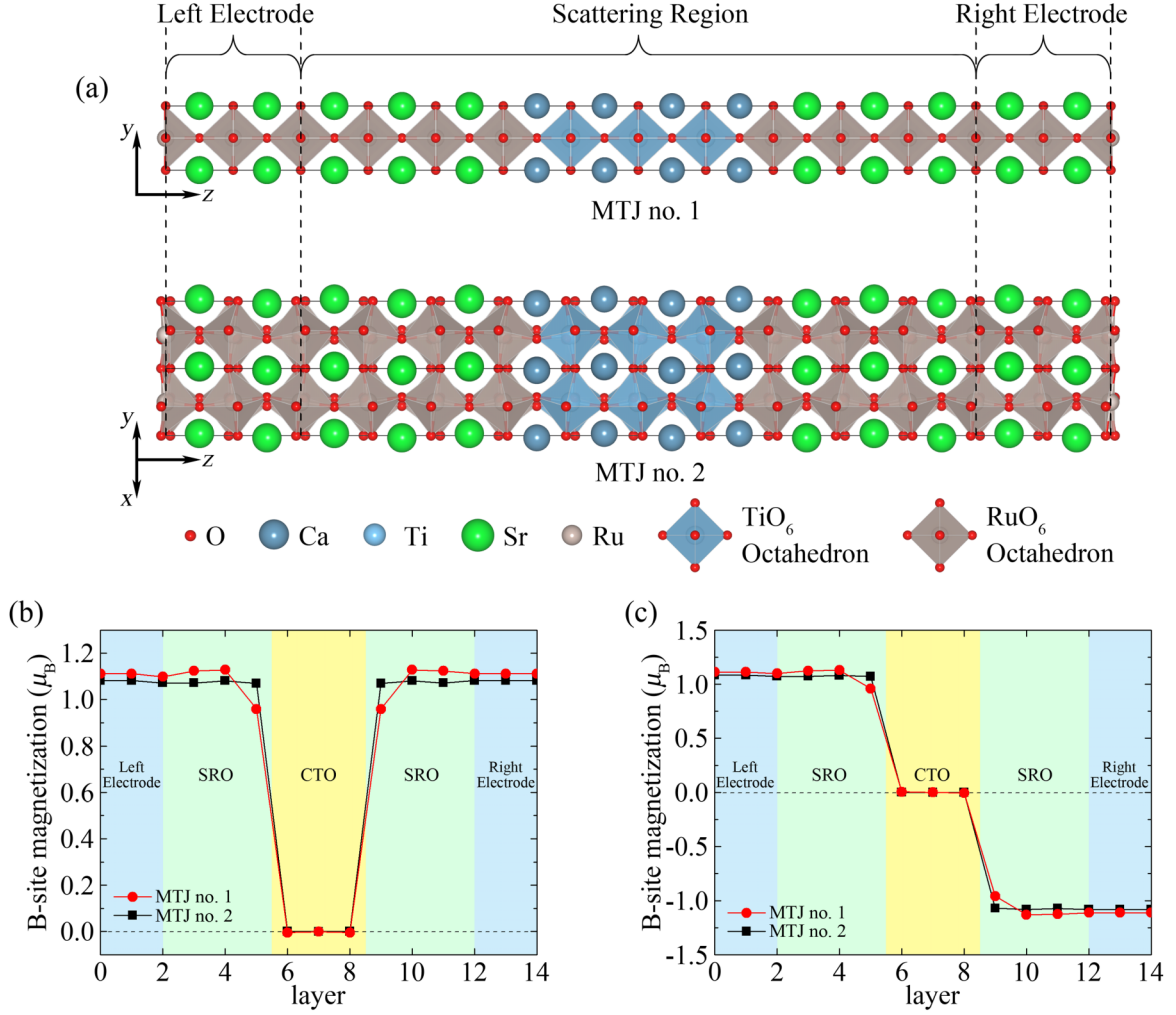 Left Electrode Scattering Region Right Electrode
(a)
y
z
MTJ no. 1
y
z
x
MTJ no. 2
O Ca Ti Sr Ru
TiO₆
Octahedron
RuO₆
Octahedron
(b)
B-site magnetization (μ_B)
1.2
1.0
0.8
0.6
0.4
0.2
0.0
Left
Electrode
SRO
CTO
SRO
Right
Electrode
MTJ no. 1
MTJ no. 2
0 2 4 6 8 10 12 14
layer
(c)
B-site magnetization (μ_B)
1.5
1.0
0.5
0.0
-0.5
-1.0
-1.5
Left
Electrode
SRO
CTO
SRO
Right
Electrode
MTJ no. 1
MTJ no. 2
0 2 4 6 8 10 12 14
layer